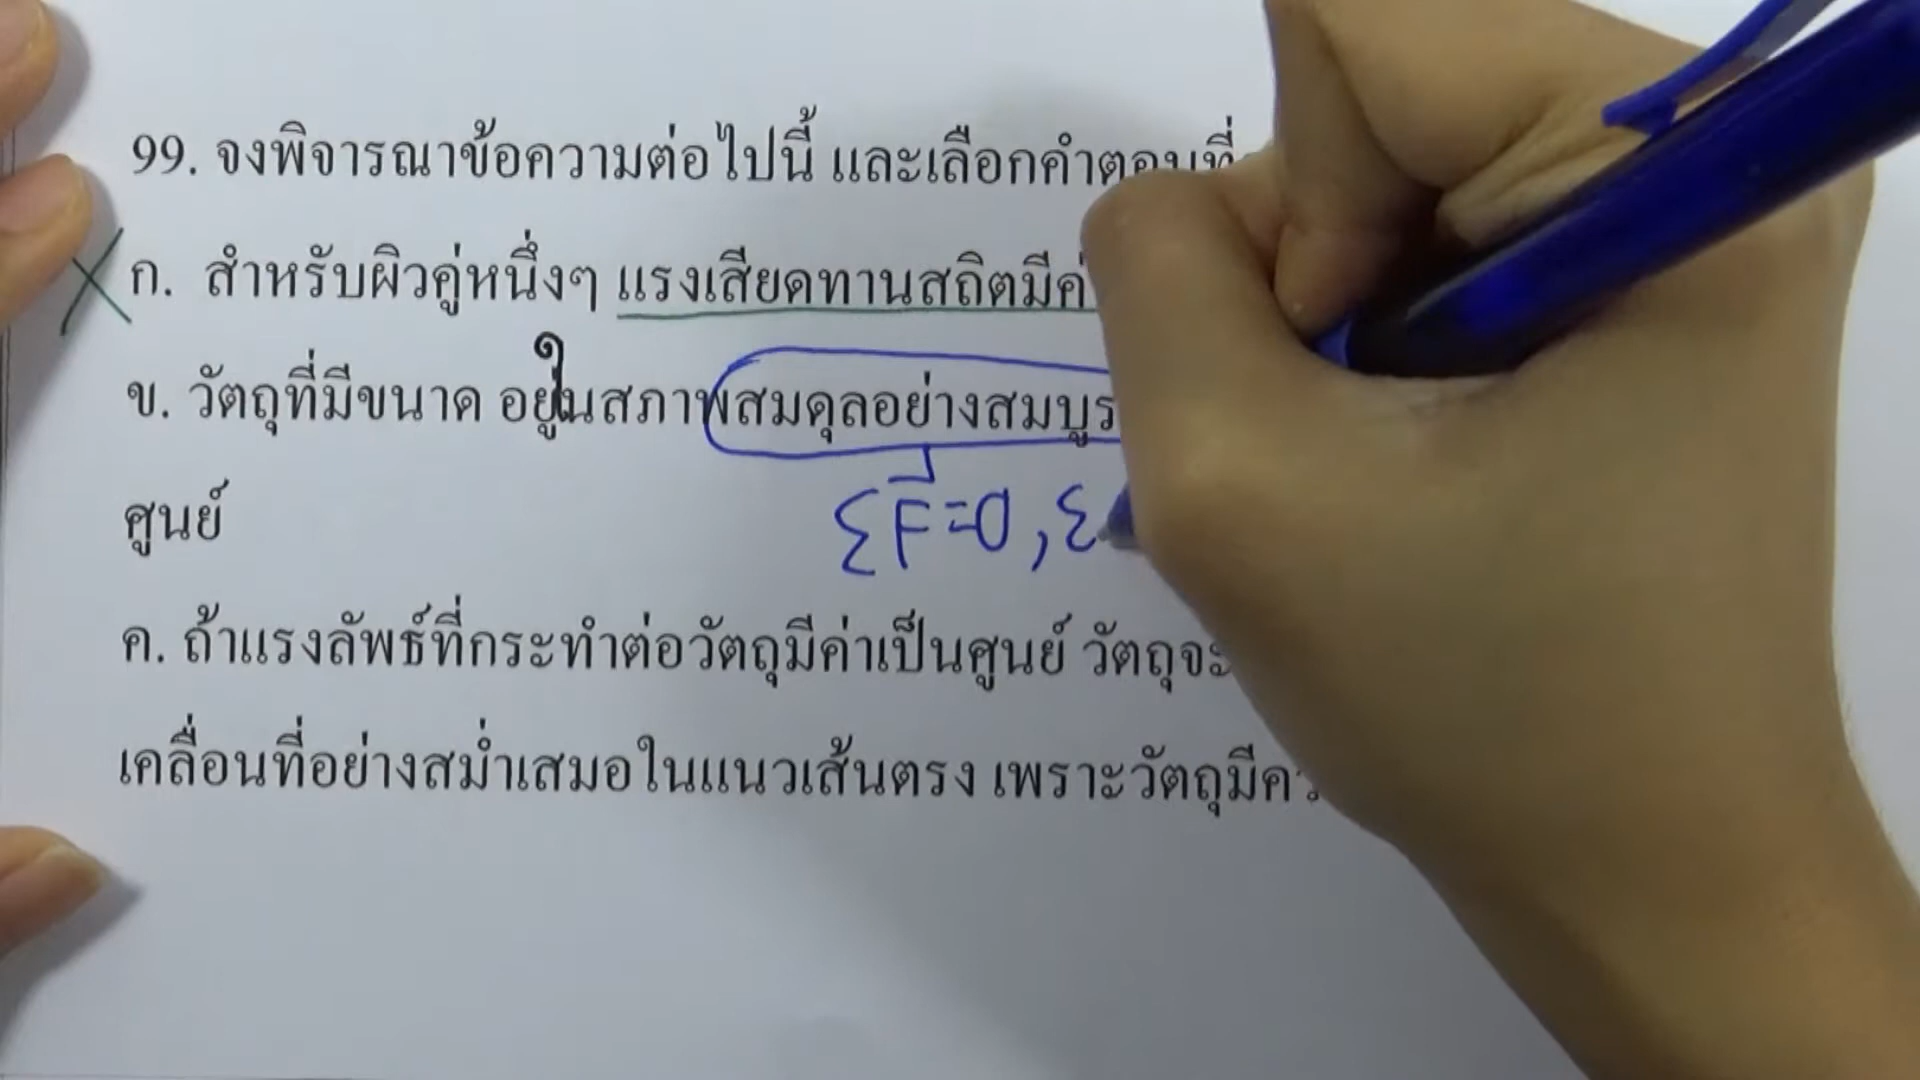 99. จงพิจารณาข้อความต่อไปนี้ และเลือกคำตอบที่
X ก. สำหรับผิวคู่หนึ่งๆ แรงเสียดทานสถิตมี
ข. วัตถุที่มีขนาด อยู่ในสภาพสมดุลอย่าง
ΣF=0, Σ
ศูนย์
ค. ถ้าแรงลัพธ์ที่กระทำต่อวัตถุมีค่าเป็นศูนย์ วัตถุจะ
เคลื่อนที่อย่างสม่ำเสมอในแนวเส้นตรง เพราะวัตถุมี